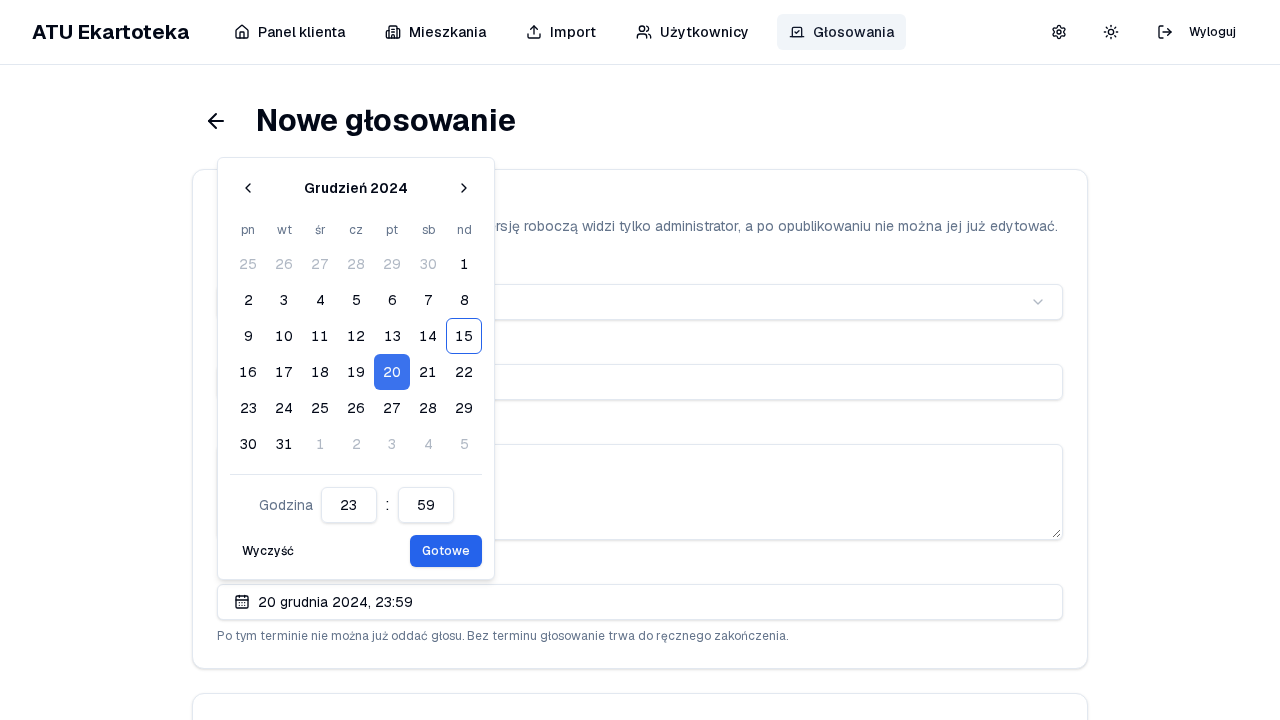 ATU Ekartoteka
Panel klienta
Mieszkania
Import
Użytkownicy
Głosowania
Wyloguj
Nowe głosowanie
Grudzień 2024
pn wt śr cz pt sb nd
25 26 27 28 29 30 1
2 3 4 5 6 7 8
9 10 11 12 13 14 15
16 17 18 19 20 21 22
23 24 25 26 27 28 29
30 31 1 2 3 4 5
Godzina 23 : 59
Wyczyść Gotowe
roboczą widzi tylko administrator, a po opublikowaniu nie można jej już edytować.
20 grudnia 2024, 23:59
Po tym terminie nie można już oddać głosu. Bez terminu głosowanie trwa do ręcznego zakończenia.